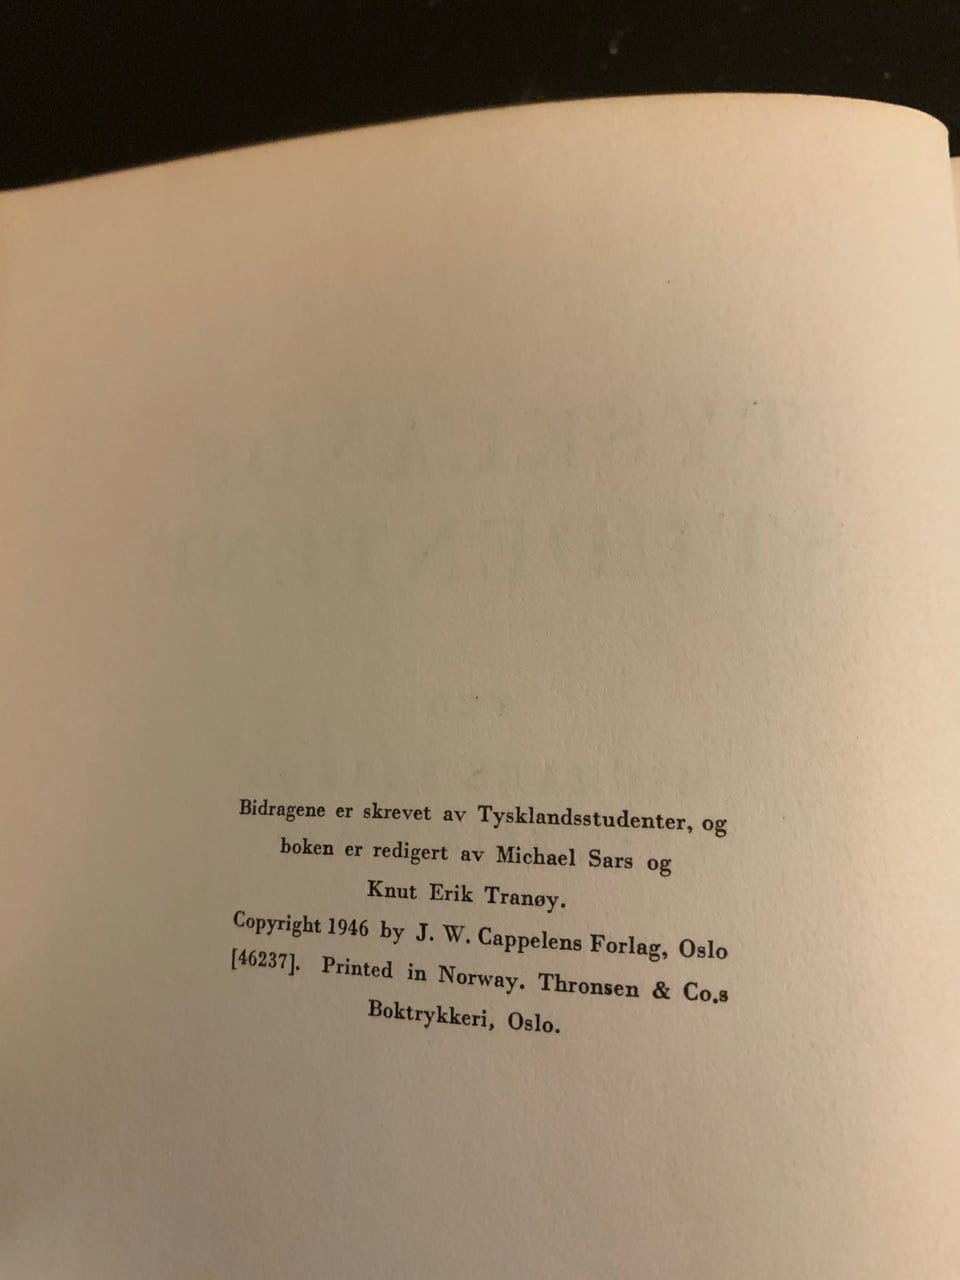 Bidragene er skrevet av Tysklandsstudenter, og
boken er redigert av Michael Sars og
Knut Erik Tranøy.
Copyright 1946 by J. W. Cappelens Forlag, Oslo
[46237]. Printed in Norway. Thronsen & Co.s
Boktrykkeri, Oslo.